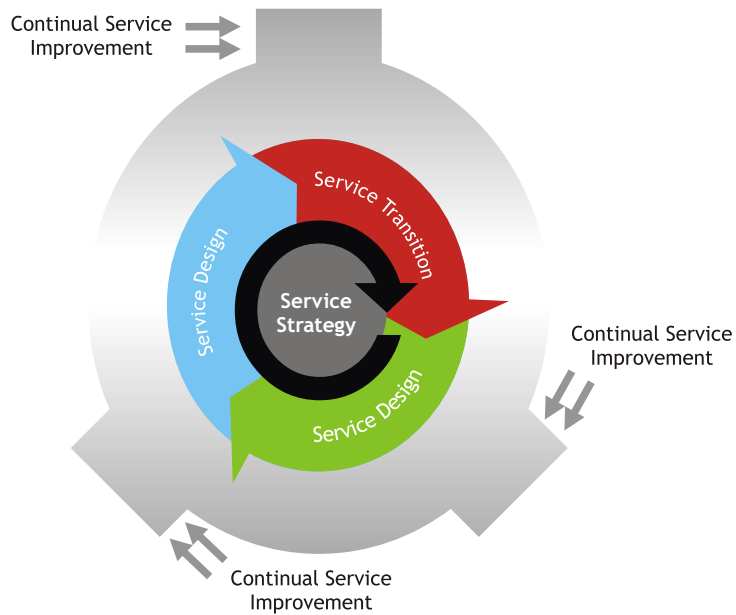 Continual Service
Improvement
Service Transition
Service Design
Service
Strategy
Continual Service
Improvement
Service Design
Continual Service
Improvement